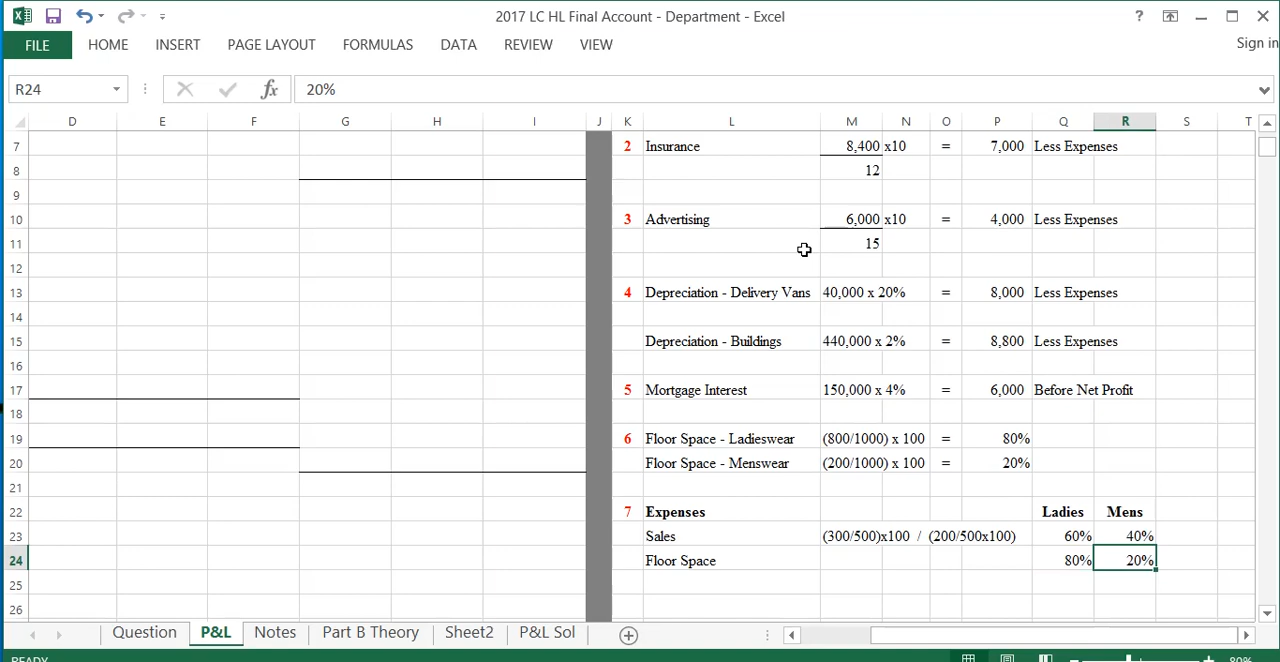 2017 LC HL Final Account - Department - Excel
?
FILE HOME INSERT PAGE LAYOUT FORMULAS DATA REVIEW VIEW
Sign in
R24 fx 20%
D E F G H I J K L M N O P Q R S T
7 2 Insurance 8,400 x10 = 7,000 Less Expenses
8 12
9
10 3 Advertising 6,000 x10 = 4,000 Less Expenses
11 15
12
13 4 Depreciation - Delivery Vans 40,000 x 20% = 8,000 Less Expenses
14
15 Depreciation - Buildings 440,000 x 2% = 8,800 Less Expenses
16
17 5 Mortgage Interest 150,000 x 4% = 6,000 Before Net Profit
18
19 6 Floor Space - Ladieswear (800/1000) x 100 = 80%
20 Floor Space - Menswear (200/1000) x 100 = 20%
21
22 7 Expenses Ladies Mens
23 Sales (300/500)x100 / (200/500x100) 60% 40%
24 Floor Space 80% 20%
25
26
Question P&L Notes Part B Theory Sheet2 P&L Sol
READY 80%